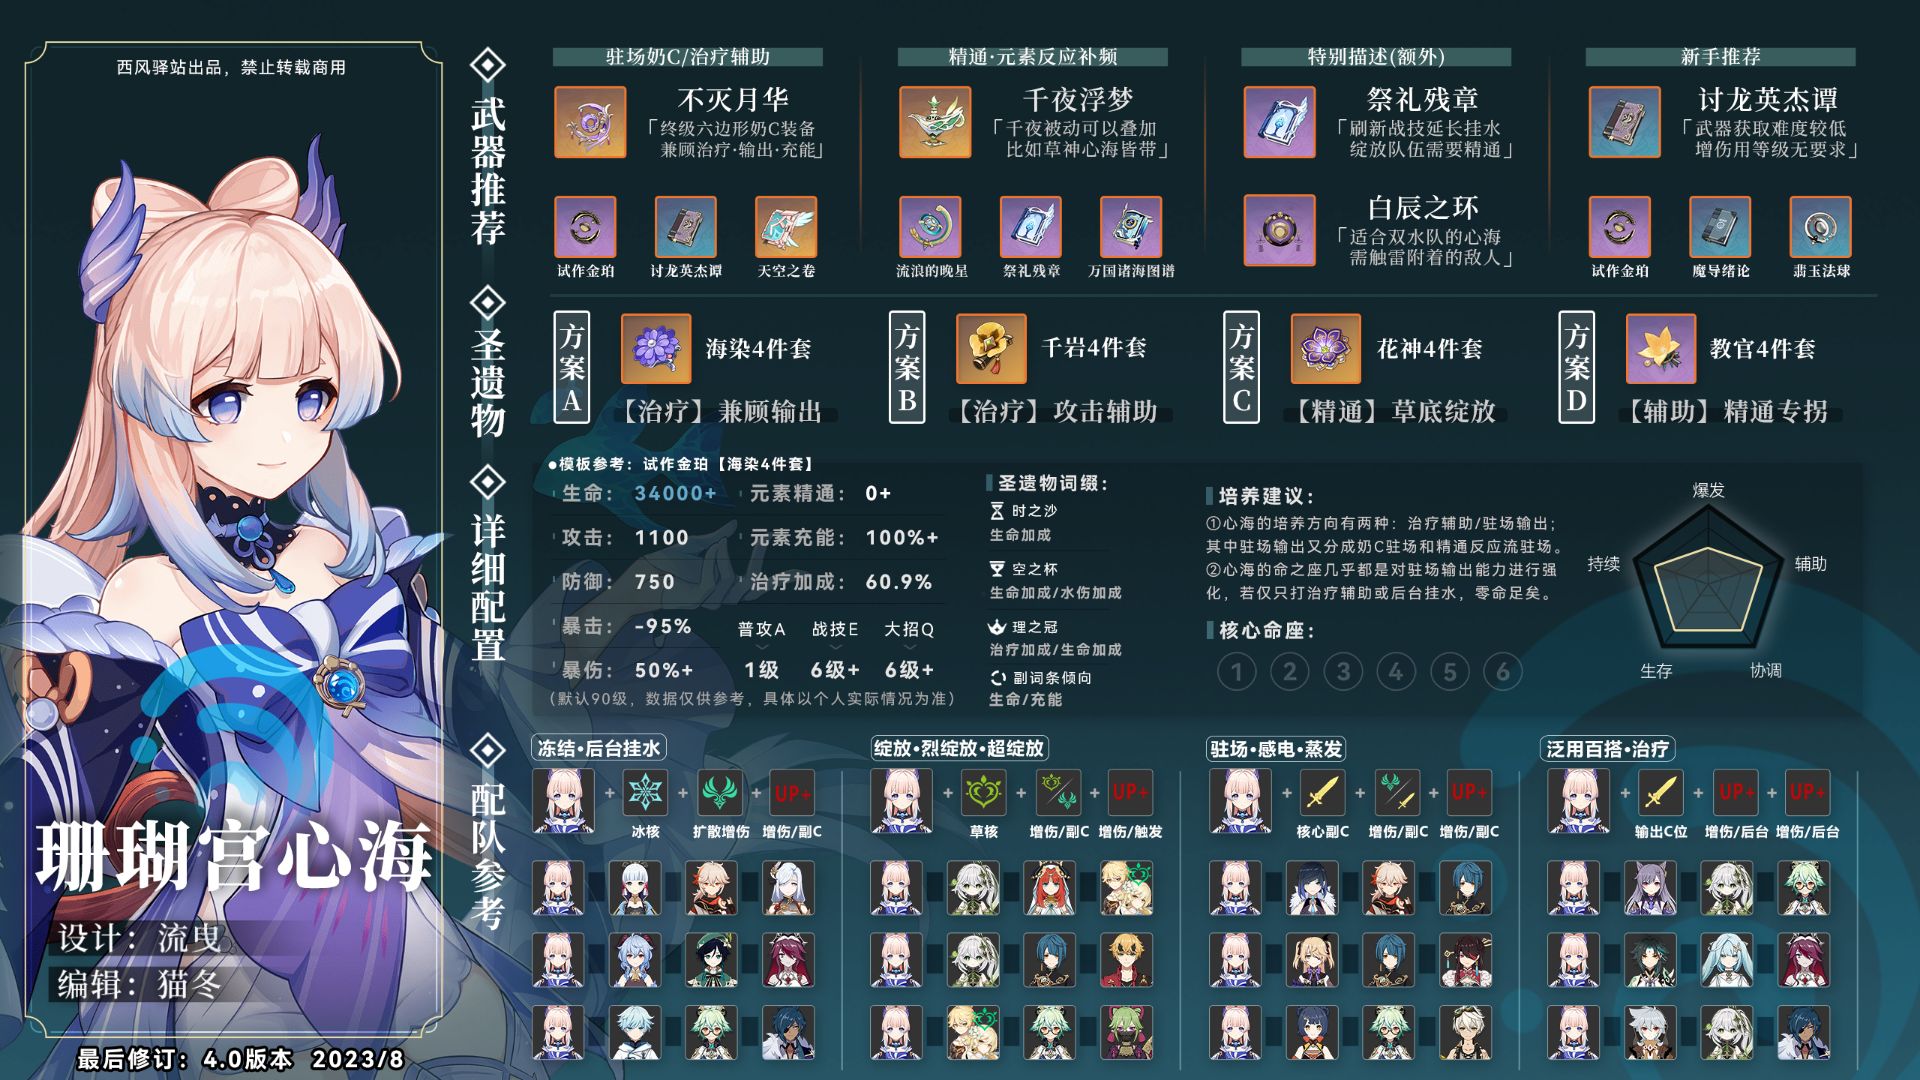 西风驿站出品，禁止转载商用
珊瑚宫心海
设计：流曳
编辑：猫冬
最后修订：4.0版本 2023/8
武器推荐
驻场奶C/治疗辅助
不灭月华
「终级六边形奶C装备
兼顾治疗·输出·充能」
试作金珀
讨龙英杰谭
天空之卷
精通·元素反应补频
千夜浮梦
「千夜被动可以叠加
比如草神心海皆带」
流浪的晚星
祭礼残章
万国诸海图谱
特别描述(额外)
祭礼残章
「刷新战技延长挂水
绽放队伍需要精通」
白辰之环
「适合双水队的心海
需触雷附着的敌人」
新手推荐
讨龙英杰谭
「武器获取难度较低
增伤用等级无要求」
试作金珀
魔导绪论
翡玉法球
圣遗物
方案A
海染4件套
【治疗】兼顾输出
方案B
千岩4件套
【治疗】攻击辅助
方案C
花神4件套
【精通】草底绽放
方案D
教官4件套
【辅助】精通专拐
详细配置
●模板参考：试作金珀【海染4件套】
生命：34000+
元素精通：0+
攻击：1100
元素充能：100%+
防御：750
治疗加成：60.9%
暴击：-95%
普攻A 战技E 大招Q
暴伤：50%+
1级 6级+ 6级+
(默认90级，数据仅供参考，具体以个人实际情况为准)
圣遗物词缀：
时之沙
生命加成
空之杯
生命加成/水伤加成
理之冠
治疗加成/生命加成
副词条倾向
生命/充能
培养建议：
①心海的培养方向有两种：治疗辅助/驻场输出；
其中驻场输出又分成奶C驻场和精通反应流驻场。
②心海的命之座几乎都是对驻场输出能力进行强
化，若仅只打治疗辅助或后台挂水，零命足矣。
核心命座：
1 2 3 4 5 6
爆发
持续
辅助
生存
协调
配队参考
冻结·后台挂水
+ + + UP+
冰核 扩散增伤 增伤/副C
绽放·烈绽放·超绽放
+ + + UP+
草核 增伤/副C 增伤/触发
驻场·感电·蒸发
+ + + UP+
核心副C 增伤/副C 增伤/副C
泛用百搭·治疗
+ + UP+ + UP+
输出C位 增伤/后台 增伤/后台